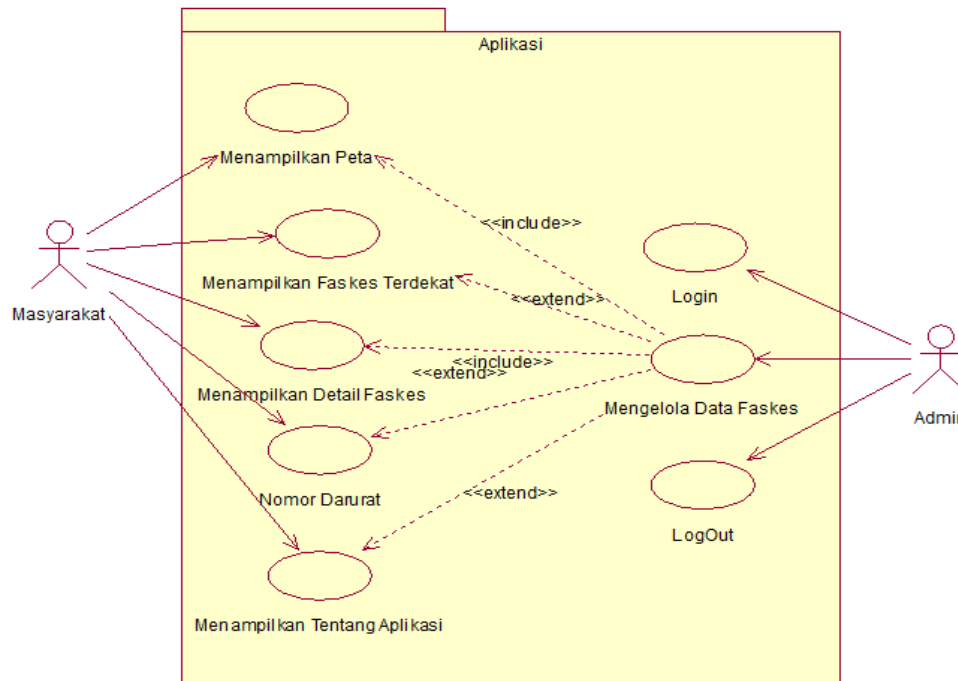 Aplikasi
Menampilkan Peta
<<include>>
Menampilkan Faskes Terdekat
Login
<<extend>>
Masyarakat
<<include>>
<<extend>>
Menampilkan Detail Faskes
Mengelola Data Faskes
Admin
<<extend>>
Nomor Darurat
LogOut
Menampilkan Tentang Aplikasi